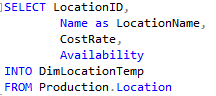 SELECT LocationID,
Name as LocationName,
CostRate,
Availability
INTO DimLocationTemp
FROM Production.Location